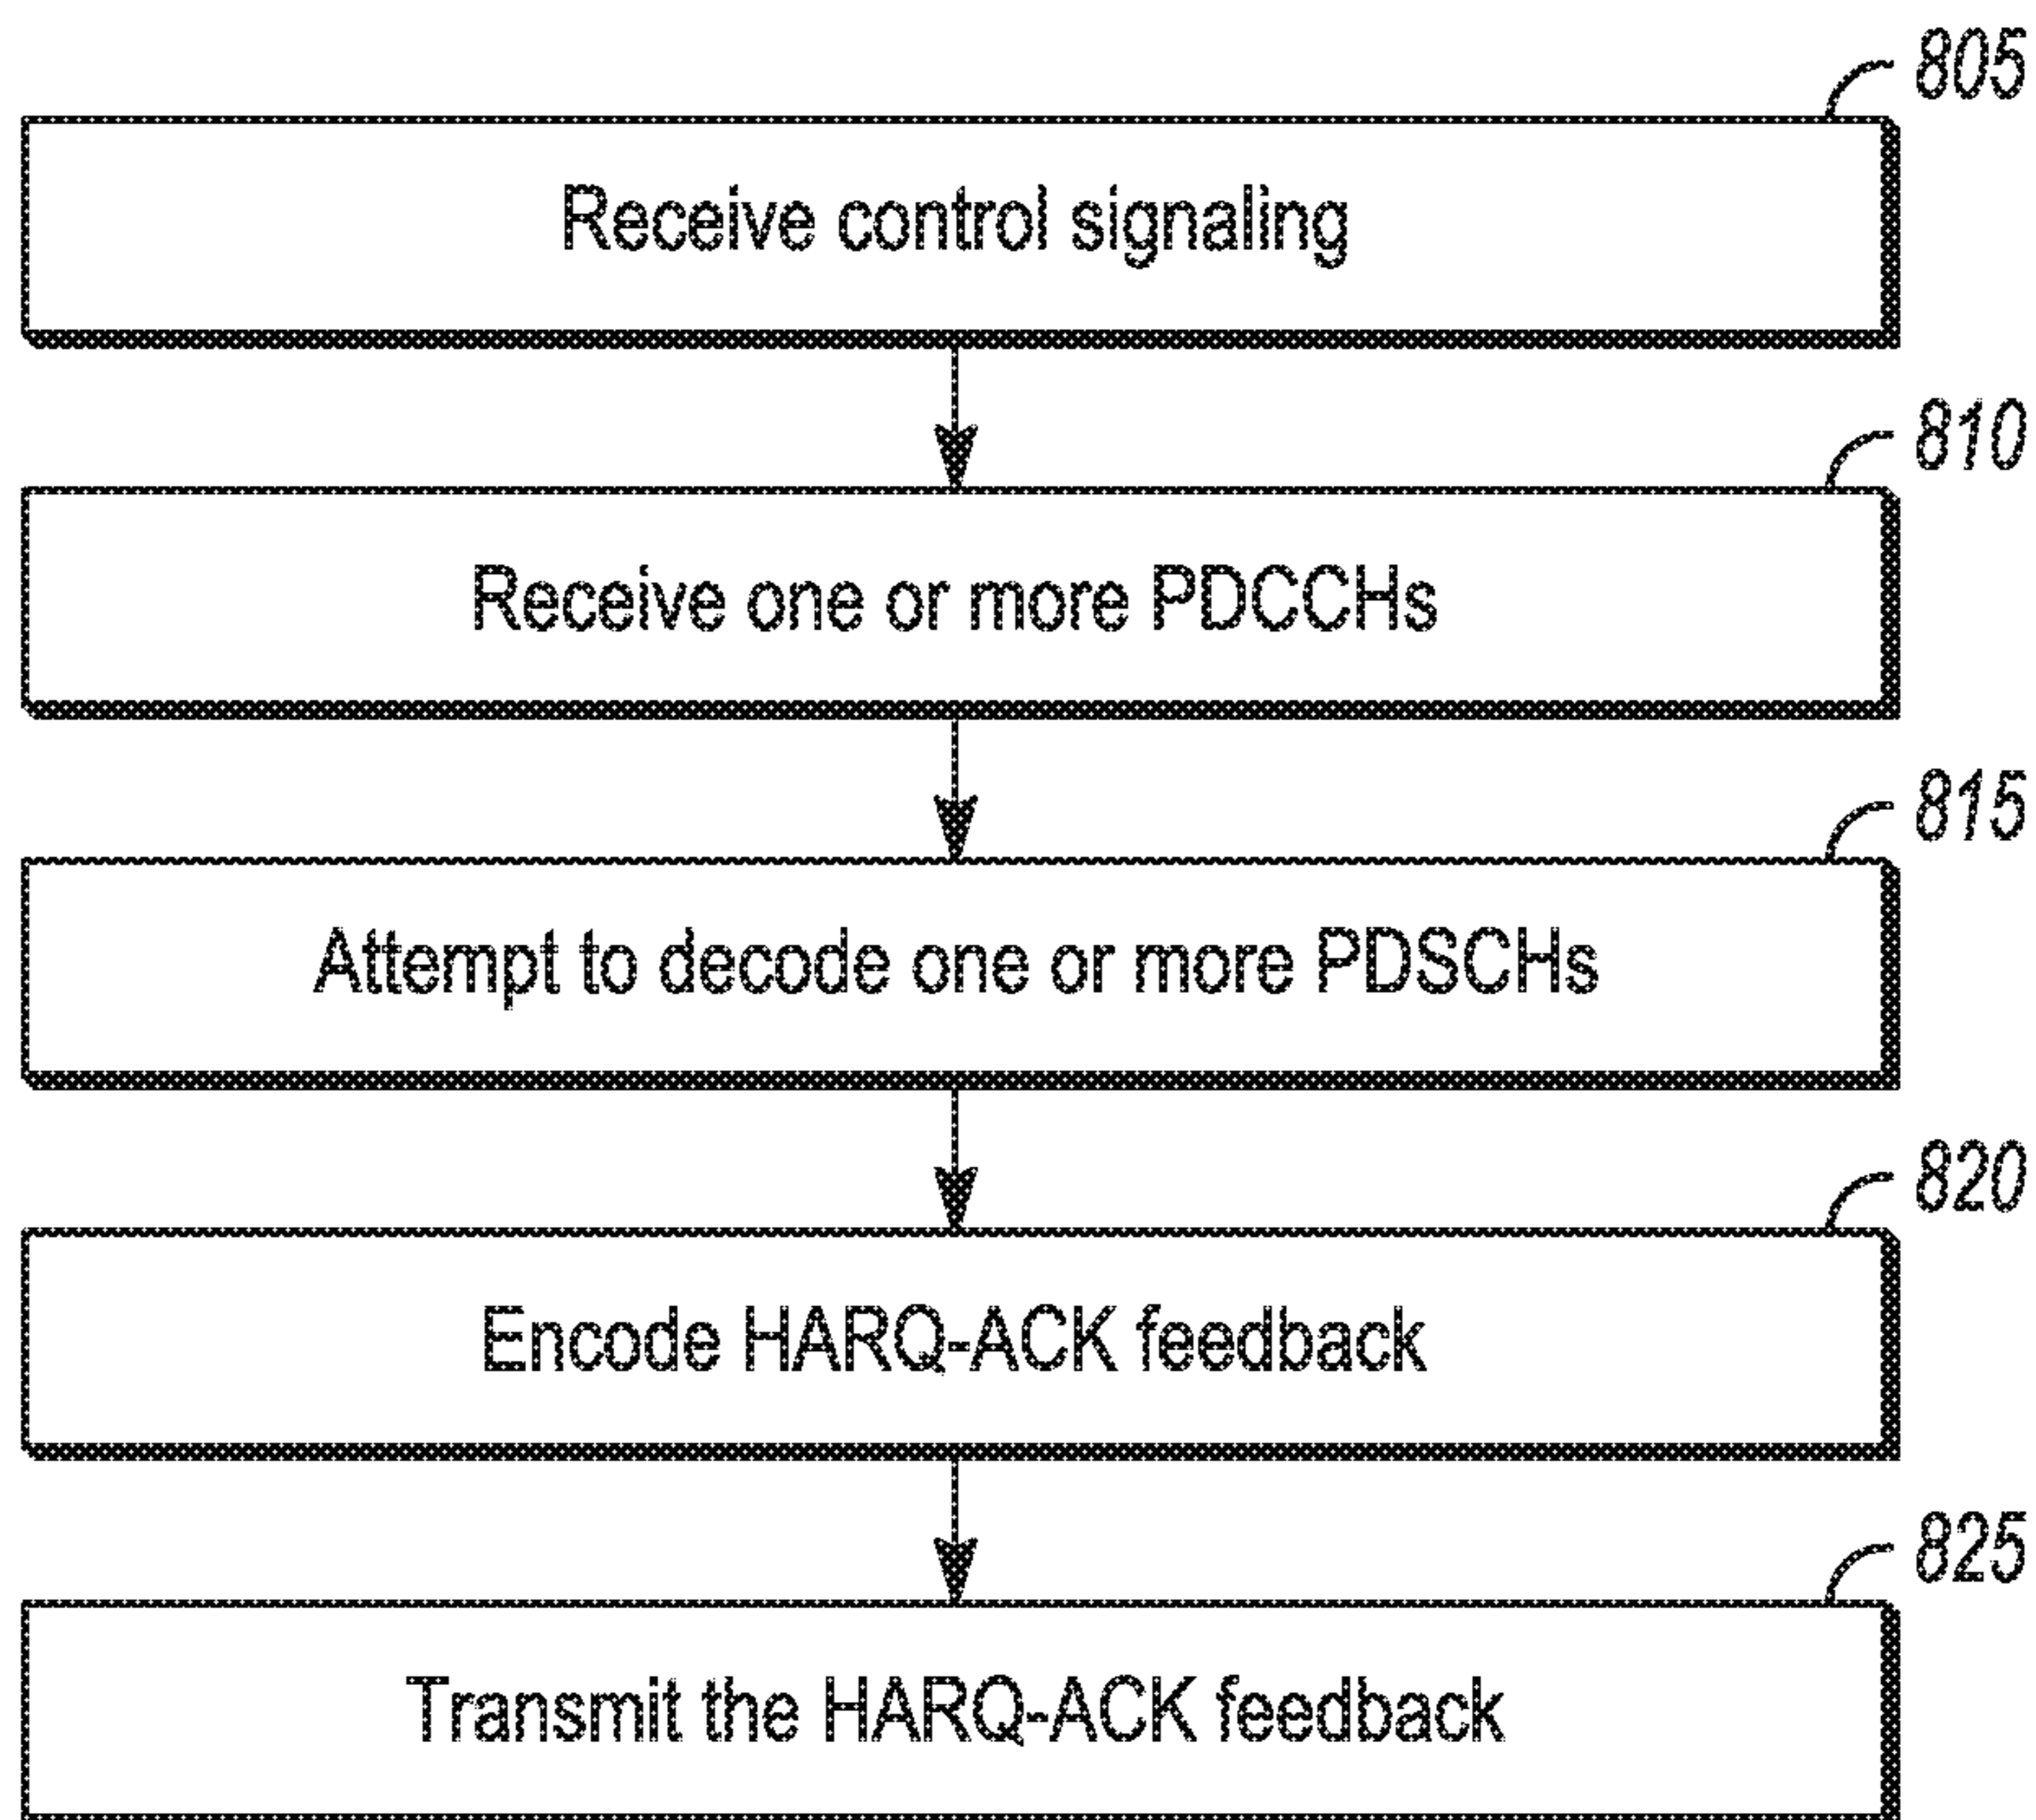 805
Receive control signaling
810
Receive one or more PDCCHs
815
Attempt to decode one or more PDSCHs
820
Encode HARQ-ACK feedback
825
Transmit the HARQ-ACK feedback